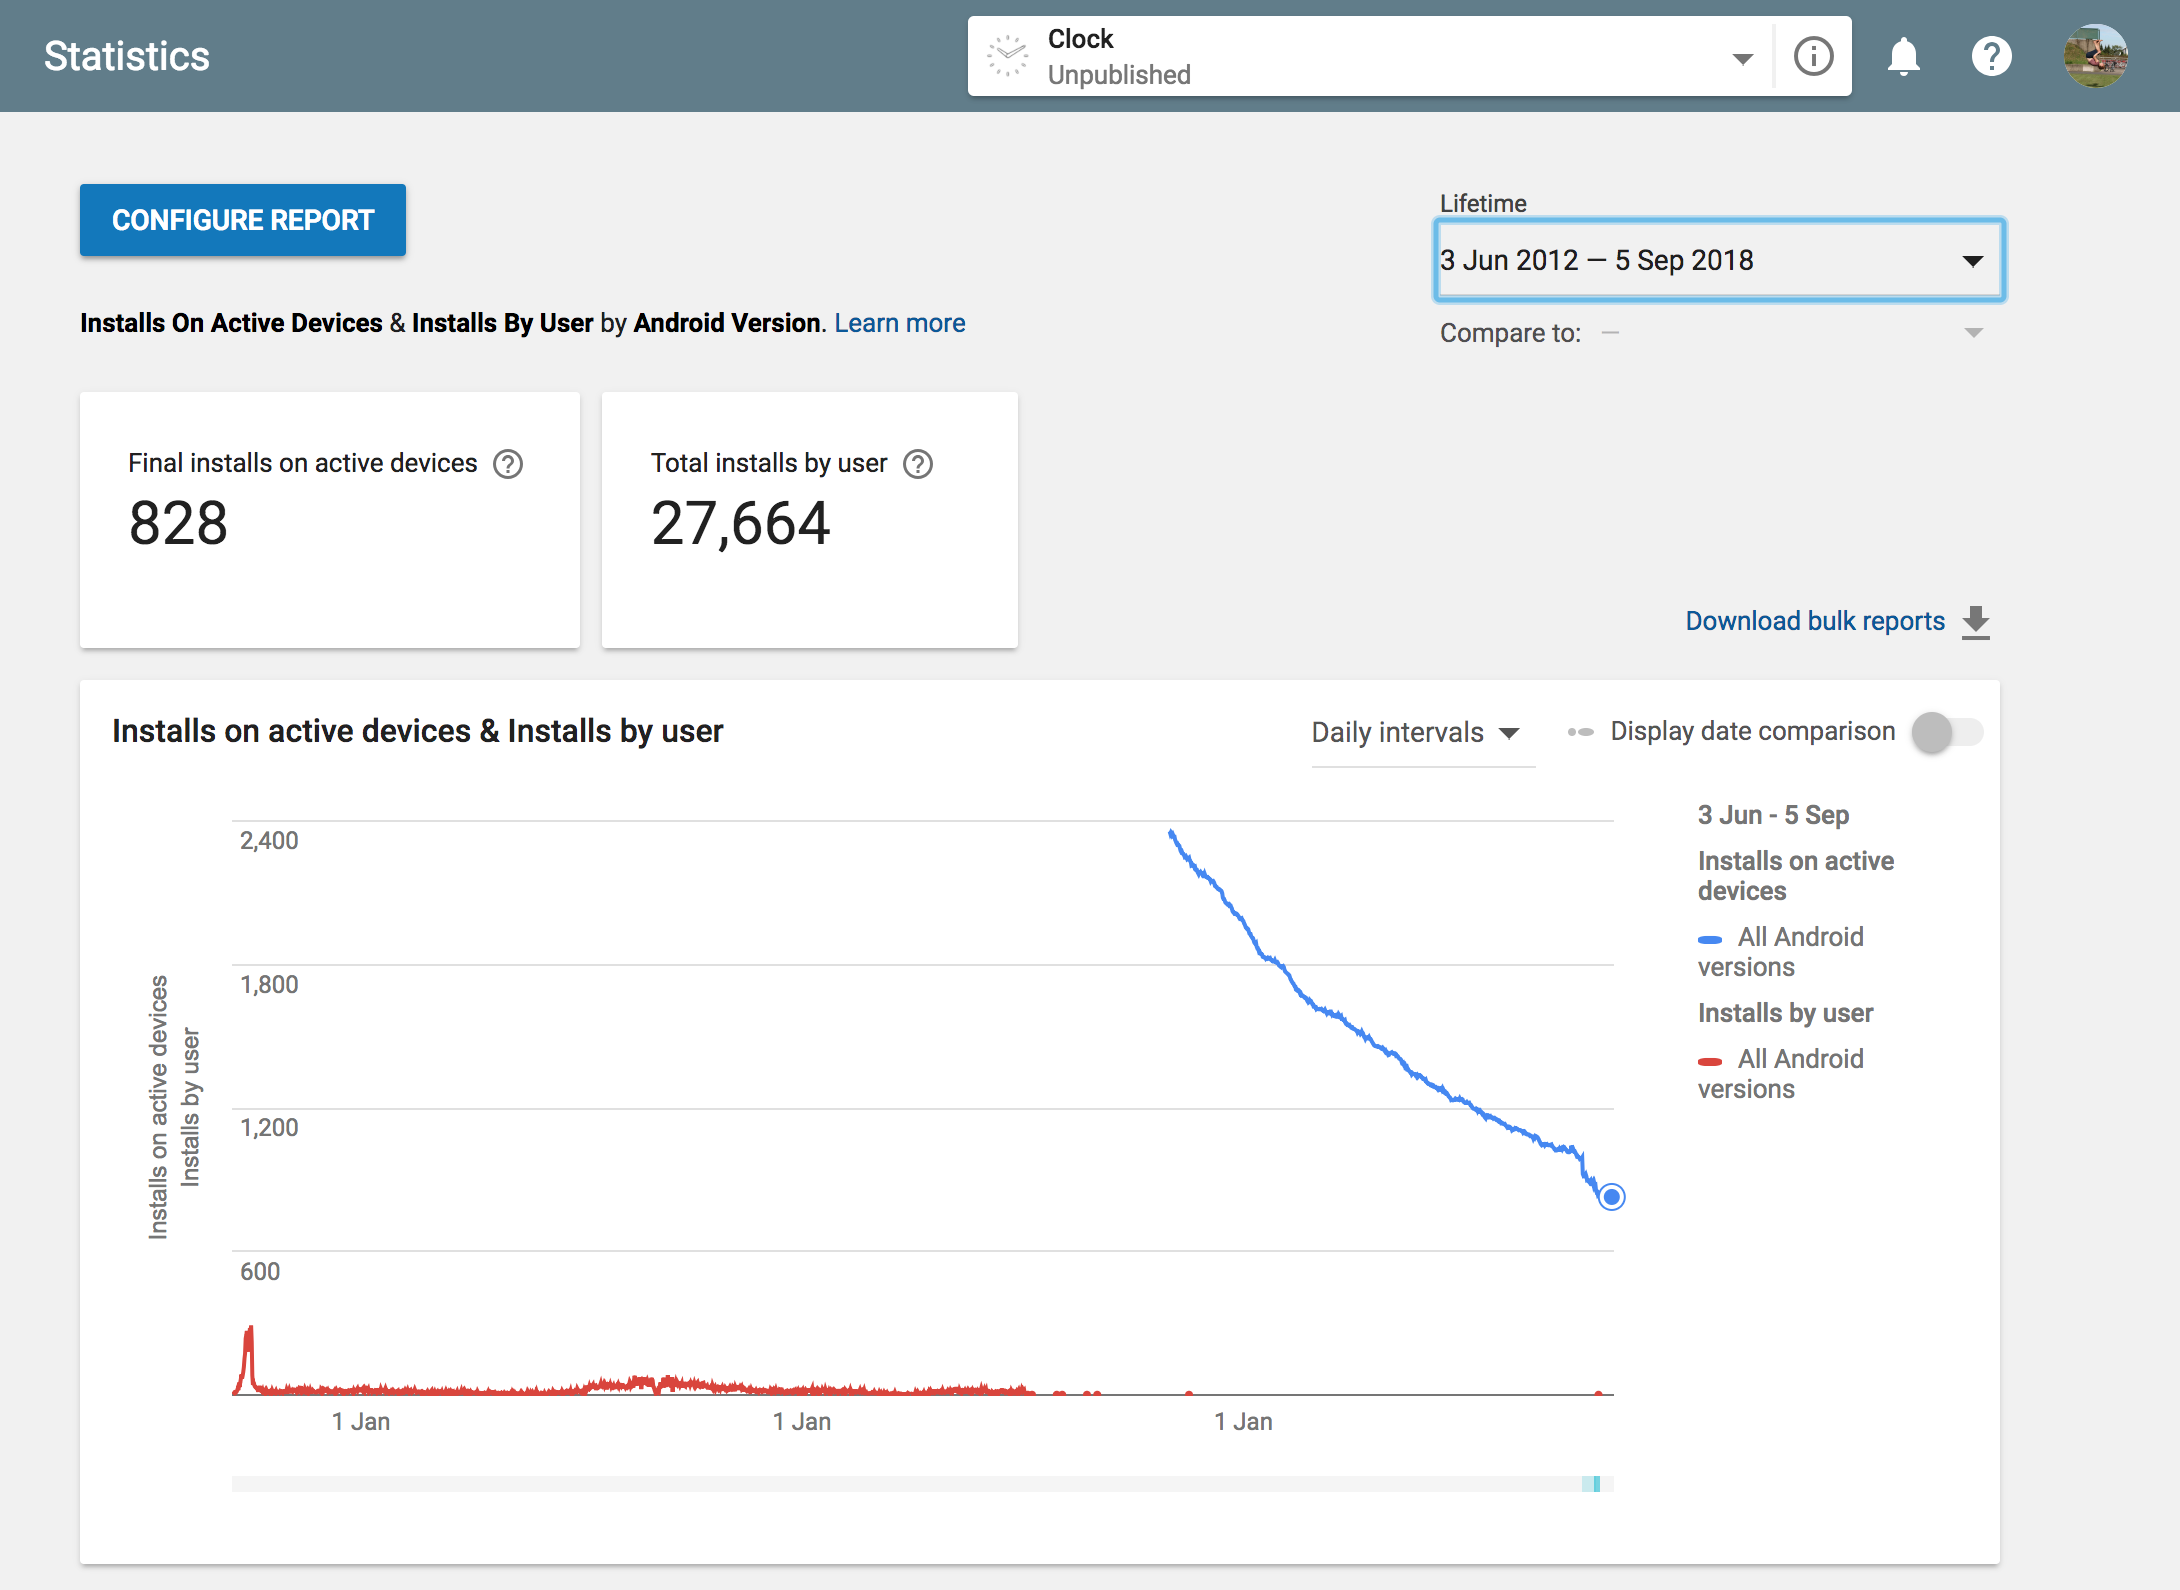 Statistics
Clock
Unpublished
CONFIGURE REPORT
Lifetime
3 Jun 2012 — 5 Sep 2018
Compare to: —
Installs On Active Devices & Installs By User by Android Version. Learn more
Final installs on active devices ?
828
Total installs by user ?
27,664
Download bulk reports
Installs on active devices & Installs by user
Daily intervals
Display date comparison
2,400
1,800
1,200
600
Installs on active devices
Installs by user
1 Jan
1 Jan
1 Jan
3 Jun - 5 Sep
Installs on active
devices
All Android
versions
Installs by user
All Android
versions